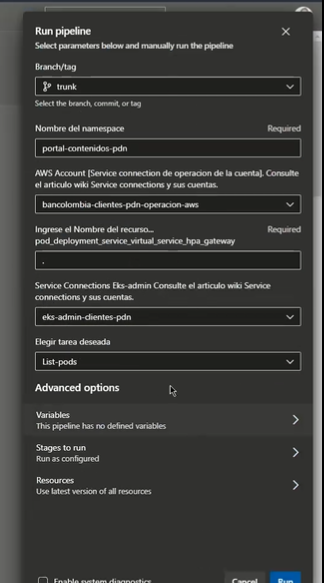 Run pipeline
Select parameters below and manually run the pipeline
Branch/tag
trunk
Select the branch, commit, or tag
Nombre del namespace Required
portal-contenidos-pdn
AWS Account [Service connection de operacion de la cuenta]. Consulte
el articulo wiki Service connections y sus cuentas.
bancolombia-clientes-pdn-operacion-aws
Ingrese el Nombre del recurso... Required
pod_deployment_service_virtual_service_hpa_gateway
.
Service Connections Eks-admin Consulte el articulo wiki Service
connections y sus cuentas.
eks-admin-clientes-pdn
Elegir tarea deseada
List-pods
Advanced options
Variables
This pipeline has no defined variables
Stages to run
Run as configured
Resources
Use latest version of all resources
Enable system diagnostics
Cancel Run